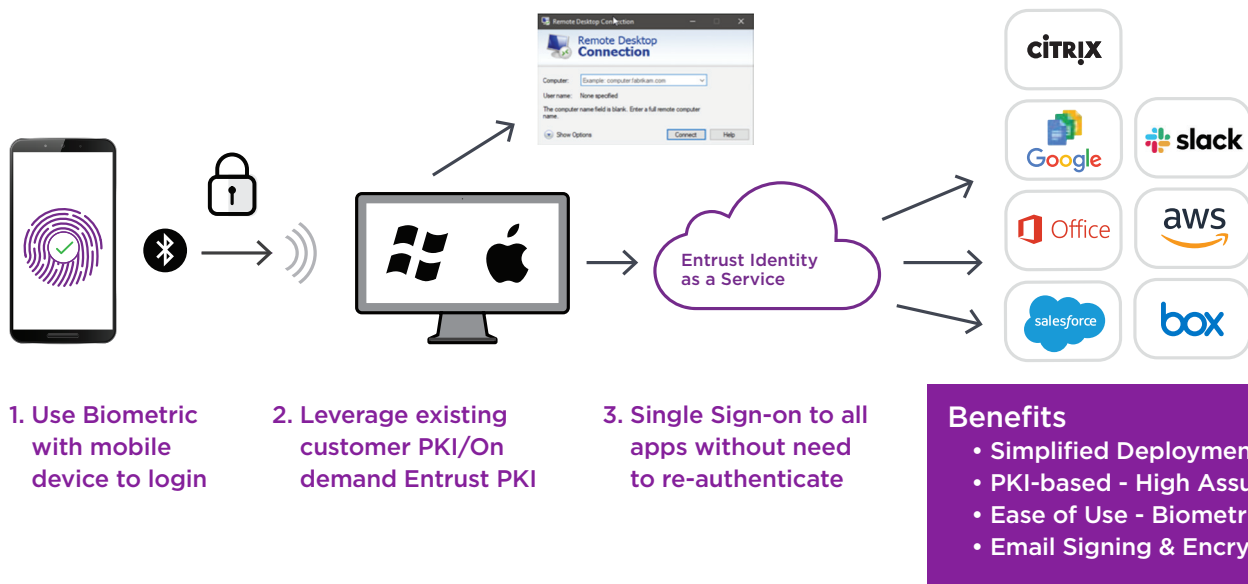 Remote Desktop Connection
Remote Desktop
Connection
Computer: Example: computer.fabrikam.com
User name: None specified
The computer name field is blank. Enter a full remote computer
name.
Show Options Connect Help
CITRIX
Google
slack
Office
aws
salesforce
box
Entrust Identity
as a Service
1. Use Biometric
with mobile
device to login
2. Leverage existing
customer PKI/On
demand Entrust PKI
3. Single Sign-on to all
apps without need
to re-authenticate
Benefits
• Simplified Deploymen
• PKI-based - High Assu
• Ease of Use - Biometri
• Email Signing & Encry